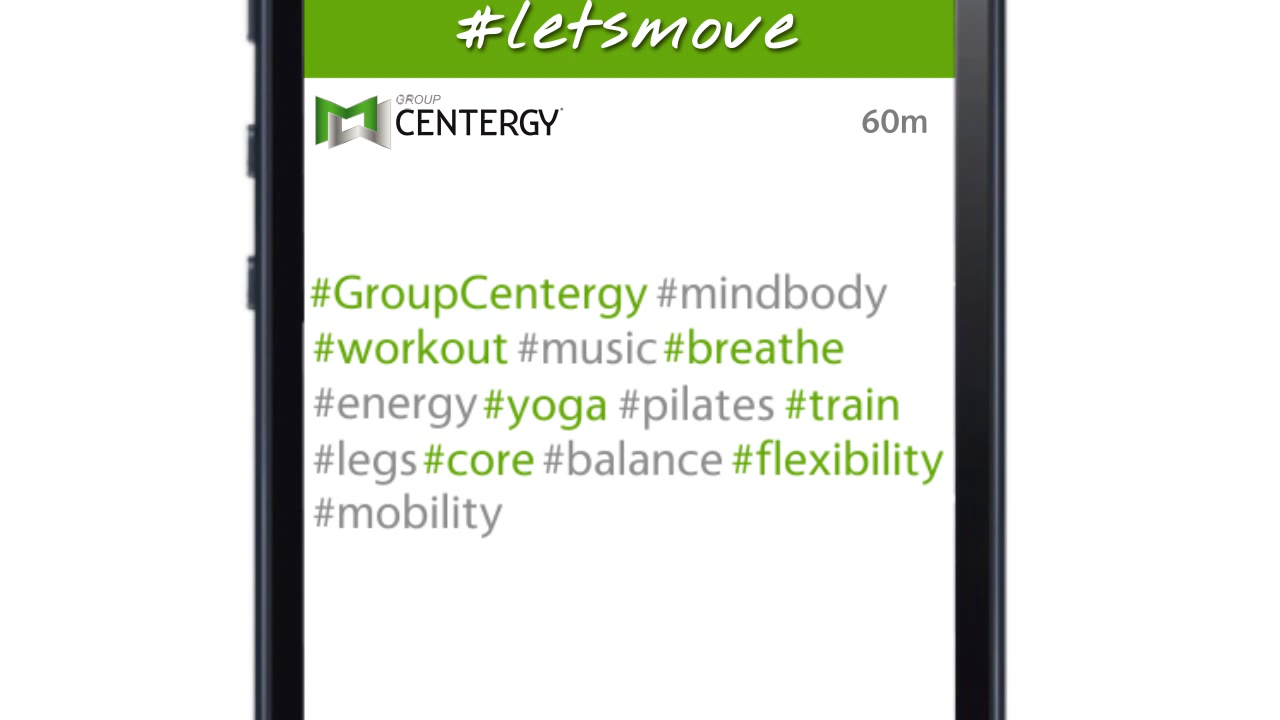 #letsmove
GROUP
CENTERGY
60m
#GroupCentergy #mindbody
#workout #music #breathe
#energy #yoga #pilates #train
#legs #core #balance #flexibility
#mobility